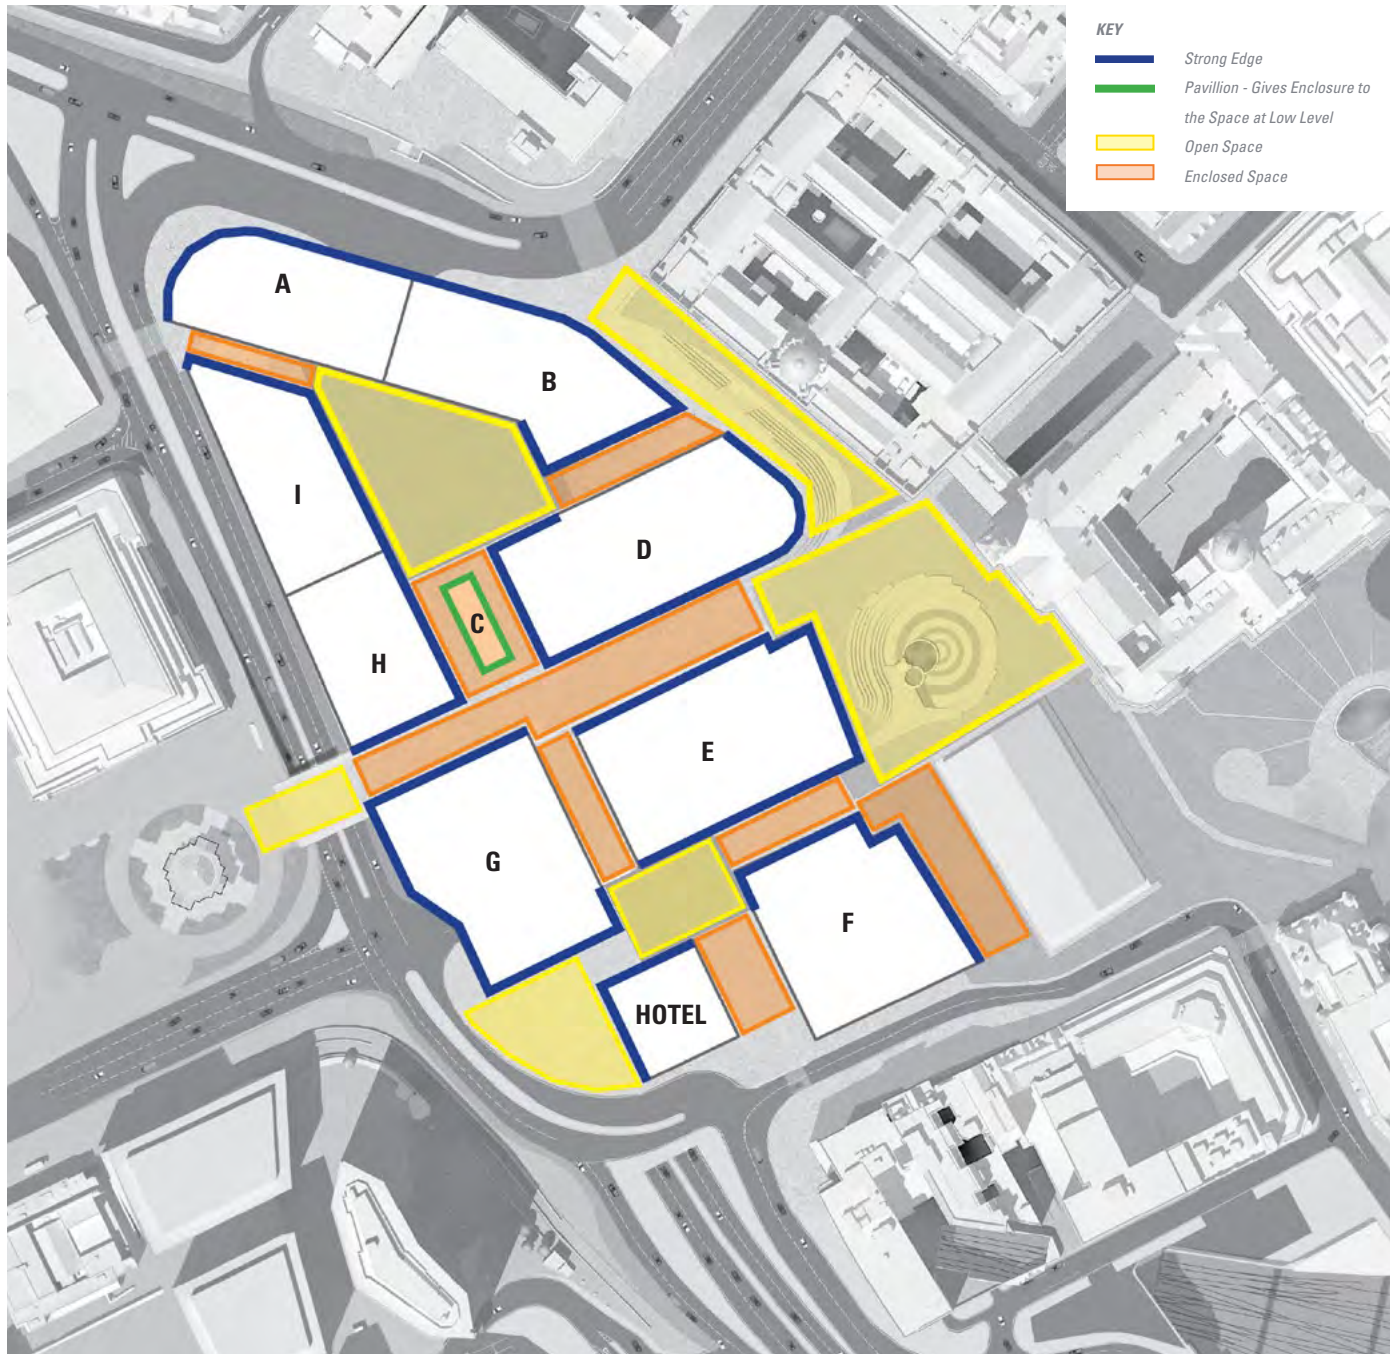 KEY
Strong Edge
Pavillion - Gives Enclosure to
the Space at Low Level
Open Space
Enclosed Space
A
B
I
D
C
H
E
G
F
HOTEL